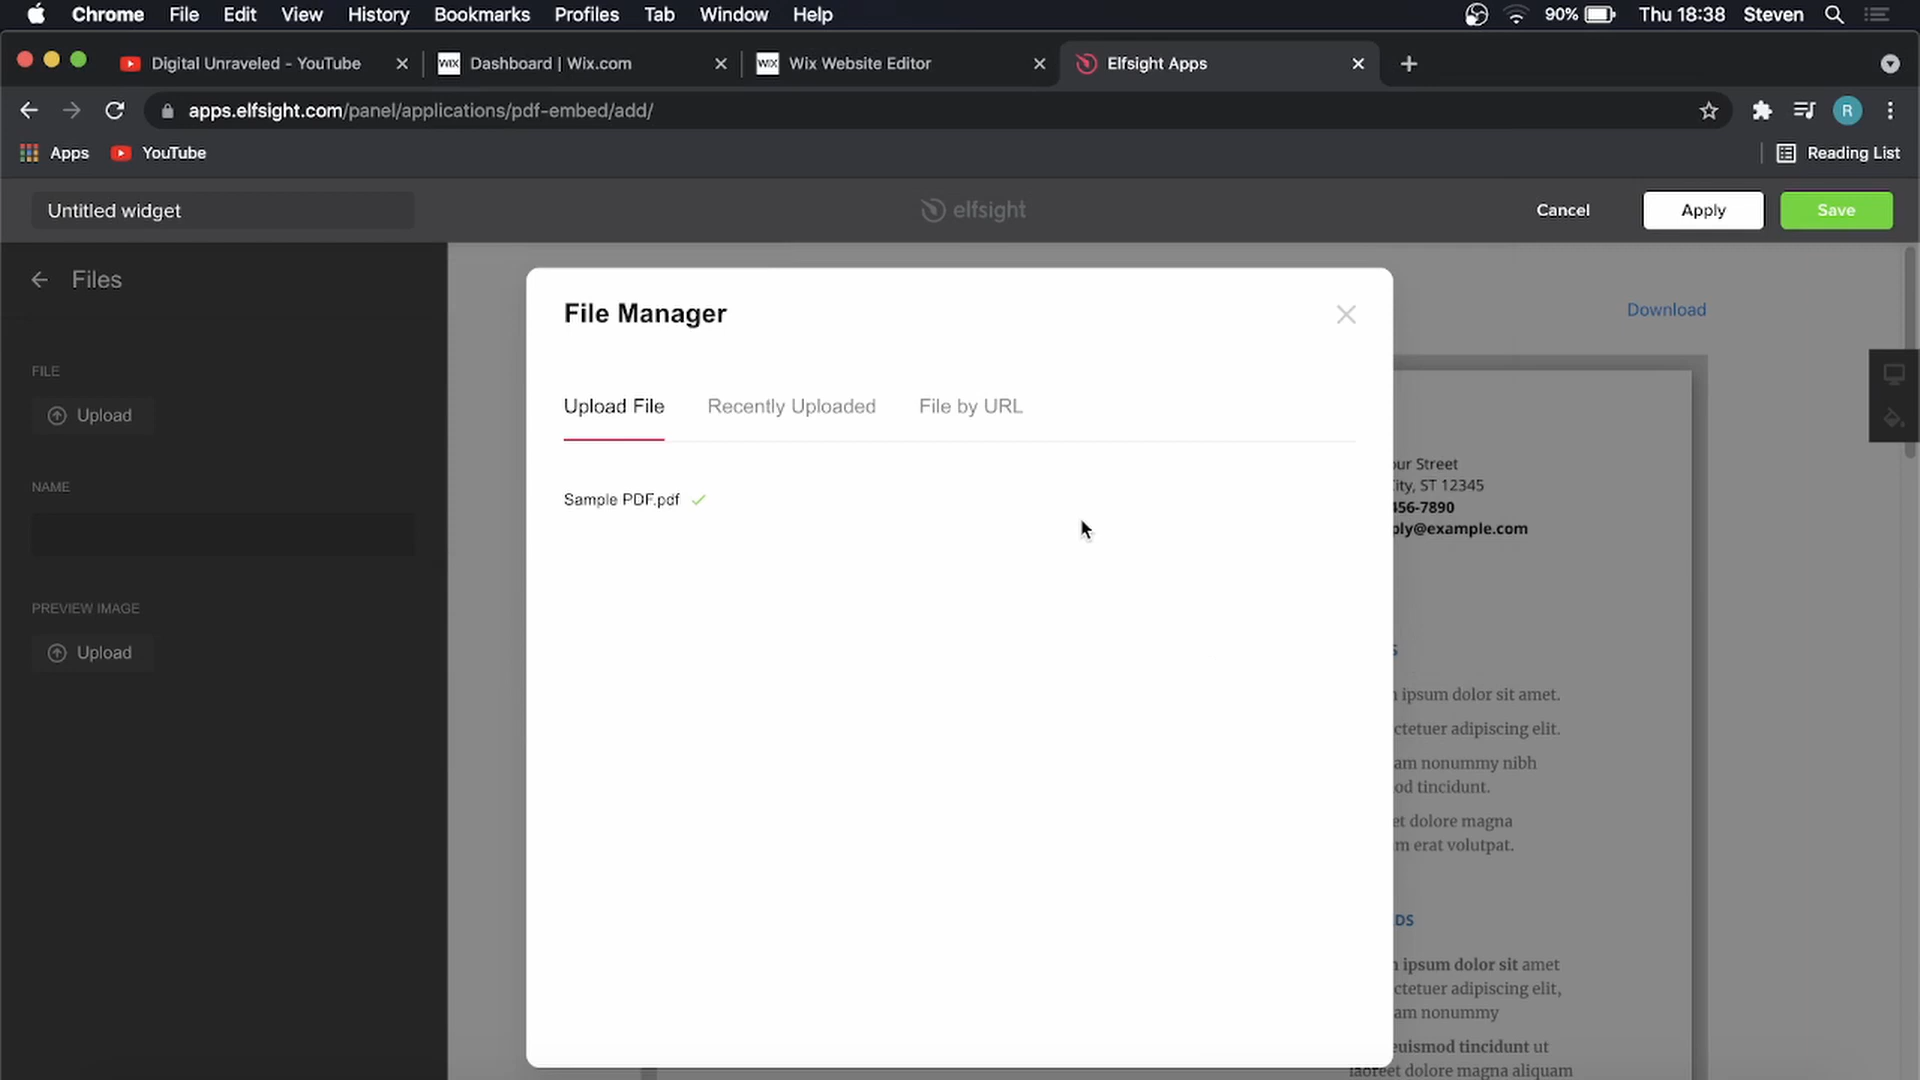 Chrome File Edit View History Bookmarks Profiles Tab Window Help 90% Thu 18:38 Steven
Digital Unraveled - YouTube
WIX Dashboard | Wix.com
WIX Wix Website Editor
Elfsight Apps
apps.elfsight.com/panel/applications/pdf-embed/add/
R
Apps YouTube Reading List
Untitled widget
elfsight
Cancel Apply Save
Files
File Manager
Download
FILE
Upload
Upload File Recently Uploaded File by URL
Street
City, ST 12345
456-7890
@example.com
NAME
Sample PDF.pdf
PREVIEW IMAGE
Upload
ipsum dolor sit amet.
ctetuer adipiscing elit.
am nonummy nibh
od tincidunt.
et dolore magna
m erat volutpat.
DS
ipsum dolor sit amet
ctetuer adipiscing elit,
am nonummy
euismod tincidunt ut
laoreet dolore magna aliquam